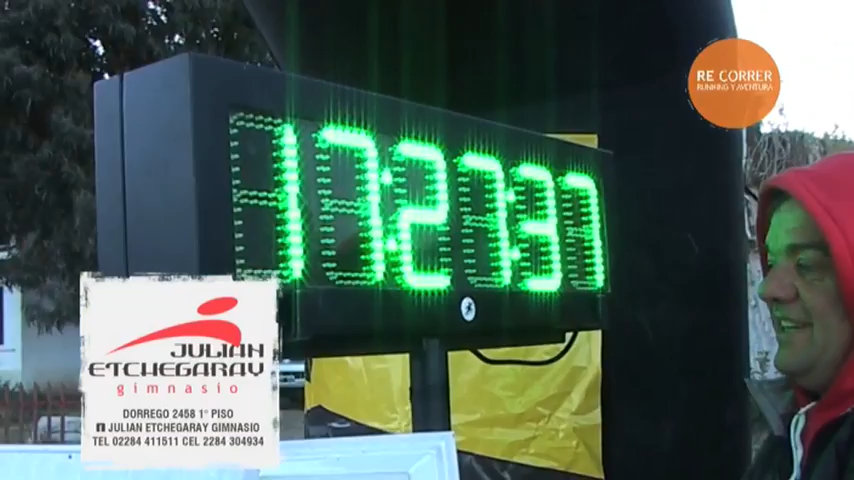 RE CORRER
RUNNING Y AVENTURA
17:27:37
JULIAN
ETCHEGARAY
gimnasio
DORREGO 2458 1° PISO
JULIAN ETCHEGARAY GIMNASIO
TEL 02284 411511 CEL 2284 304934